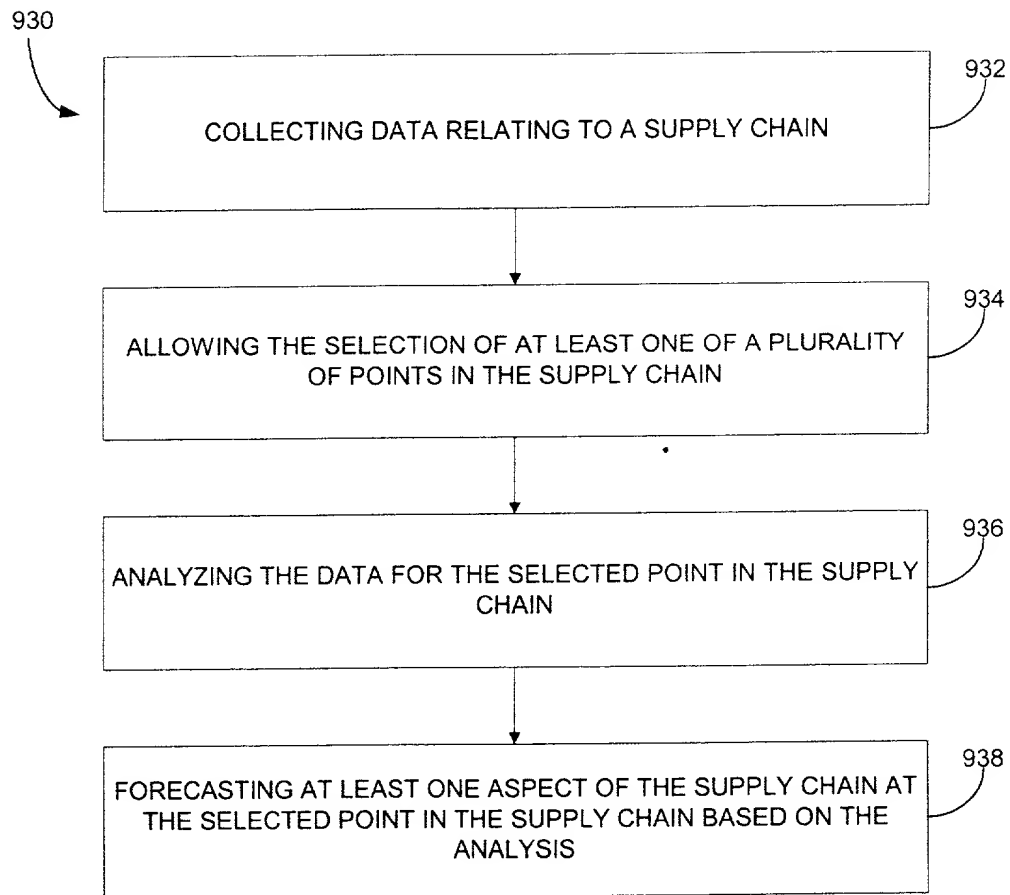 930
932
COLLECTING DATA RELATING TO A SUPPLY CHAIN
934
ALLOWING THE SELECTION OF AT LEAST ONE OF A PLURALITY
OF POINTS IN THE SUPPLY CHAIN
936
ANALYZING THE DATA FOR THE SELECTED POINT IN THE SUPPLY
CHAIN
938
FORECASTING AT LEAST ONE ASPECT OF THE SUPPLY CHAIN AT
THE SELECTED POINT IN THE SUPPLY CHAIN BASED ON THE
ANALYSIS